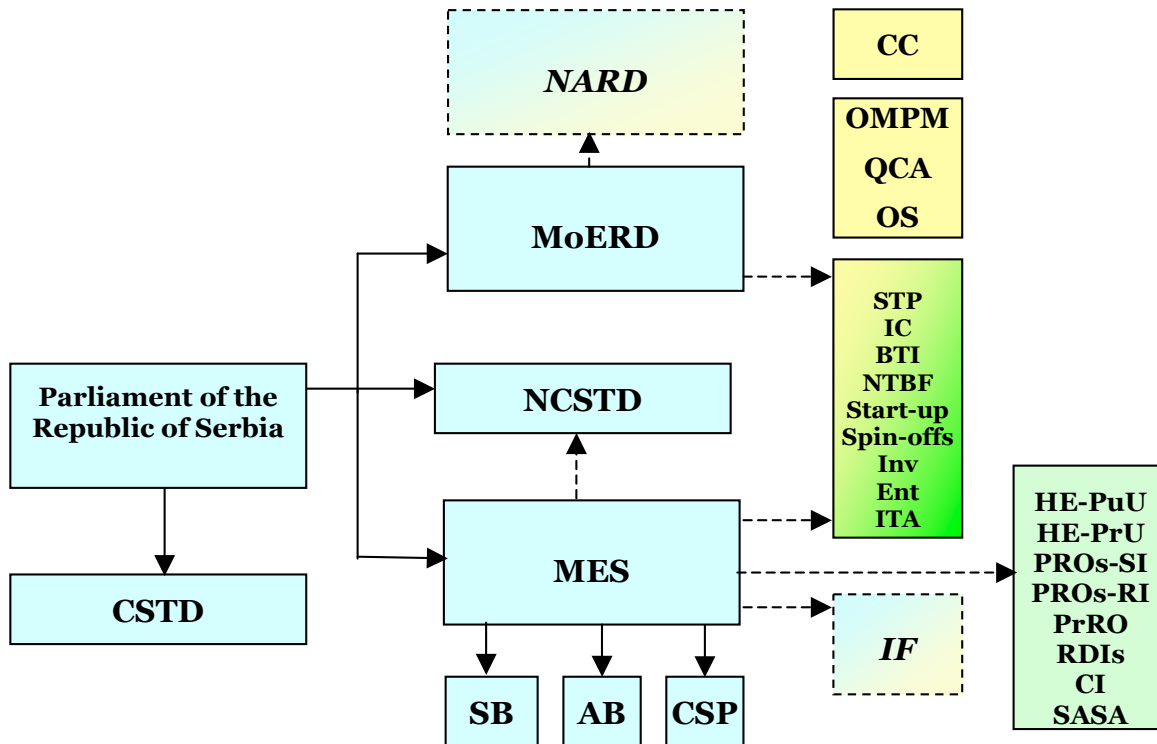 NARD
CC
OMPM
QCA
OS
MoERD
STP
IC
BTI
NTBF
Start-up
Spin-offs
Inv
Ent
ITA
Parliament of the
Republic of Serbia
NCSTD
CSTD
MES
HE-PuU
HE-PrU
PROs-SI
PROs-RI
PrRO
RDIs
CI
SASA
IF
SB
AB
CSP